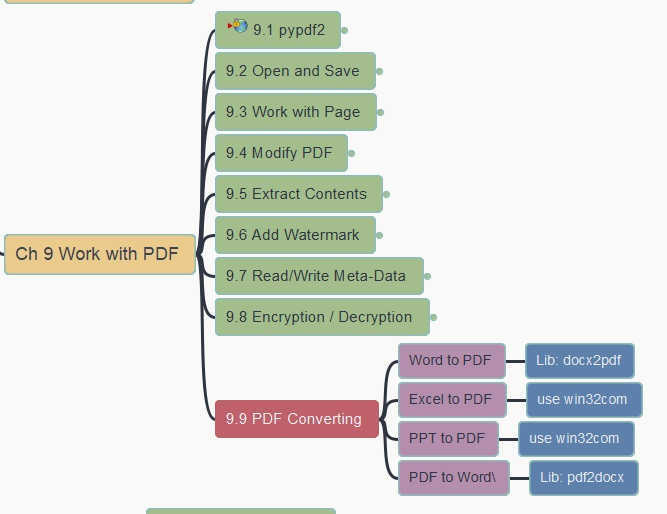 Ch 9 Work with PDF
9.1 pypdf2
9.2 Open and Save
9.3 Work with Page
9.4 Modify PDF
9.5 Extract Contents
9.6 Add Watermark
9.7 Read/Write Meta-Data
9.8 Encryption / Decryption
9.9 PDF Converting
Word to PDF
Lib: docx2pdf
Excel to PDF
use win32com
PPT to PDF
use win32com
PDF to Word\
Lib: pdf2docx